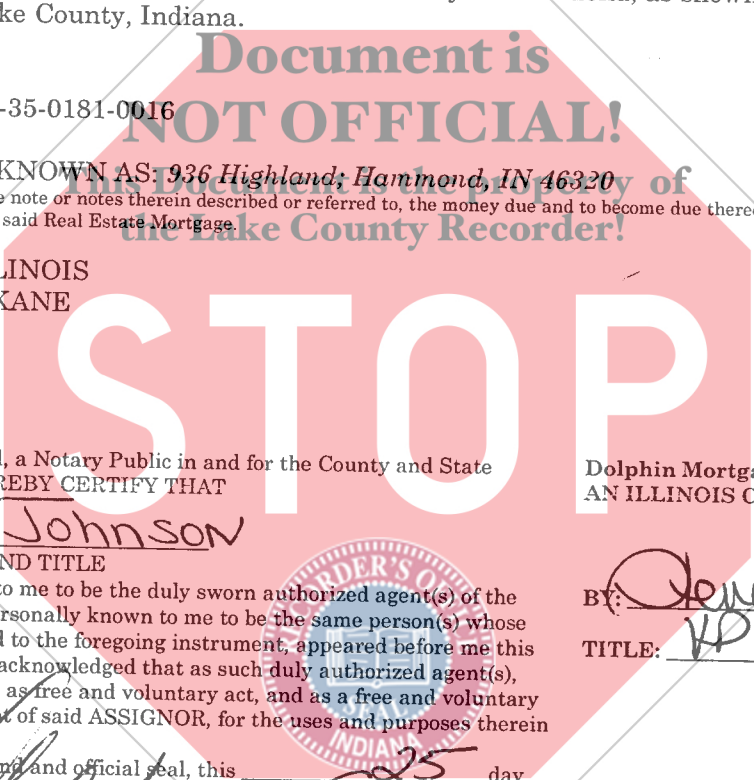 ke County, Indiana.
Document is
-35-0181-0016
NOT OFFICIAL!
KNOWN AS: 936 Highland; Hammond, IN 46320
This Document is the property of
e note or notes therein described or referred to, the money due and to become due there
said Real Estate Mortgage.
the Lake County Recorder!
LINOIS
KANE
STOP
, a Notary Public in and for the County and State
REBY CERTIFY THAT
Johnson
ND TITLE
to me to be the duly sworn authorized agent(s) of the
rsonally known to me to be the same person(s) whose
d to the foregoing instrument, appeared before me this
acknowledged that as such duly authorized agent(s),
as free and voluntary act, and as a free and voluntary
of said ASSIGNOR, for the uses and purposes therein
nd and official seal, this 25 day
Dolphin Mortga
AN ILLINOIS C
BY:
TITLE: VP
RECORDER'S OFFICE
SEAL
INDIANA